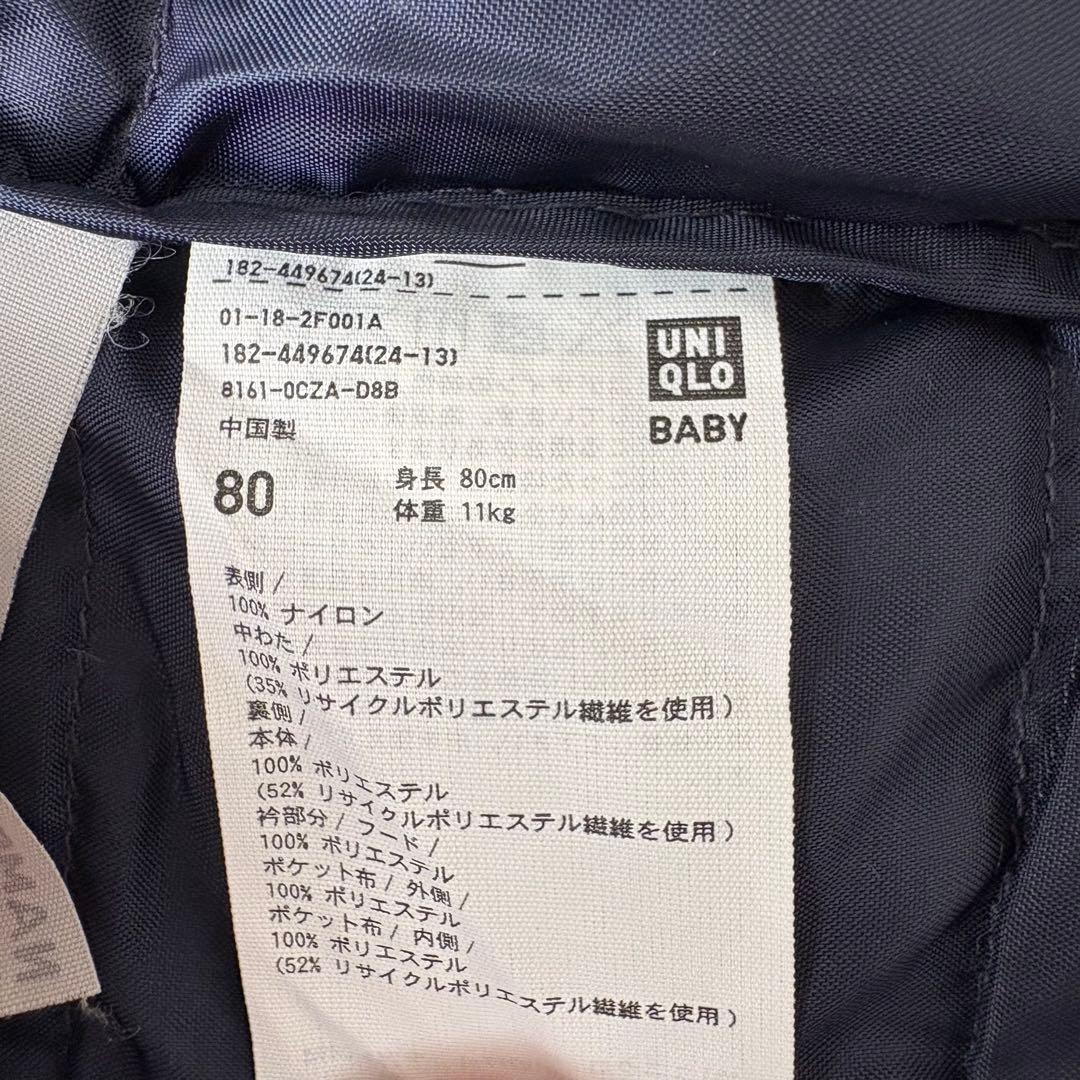 182-449674(24-13)
01-18-2F001A
182-449674(24-13)
8161-0CZA-D8B
中国製
UNI
QLO
BABY
80
身長 80cm
体重 11kg
表側 /
100% ナイロン
中わた /
100% ポリエステル
(35% リサイクルポリエステル繊維を使用)
裏側 /
本体 /
100% ポリエステル
(52% リサイクルポリエステル繊維を使用)
衿部分 / フード /
100% ポリエステル
ポケット布 / 外側 /
100% ポリエステル
ポケット布 / 内側 /
100% ポリエステル
(52% リサイクルポリエステル繊維を使用)
NAME